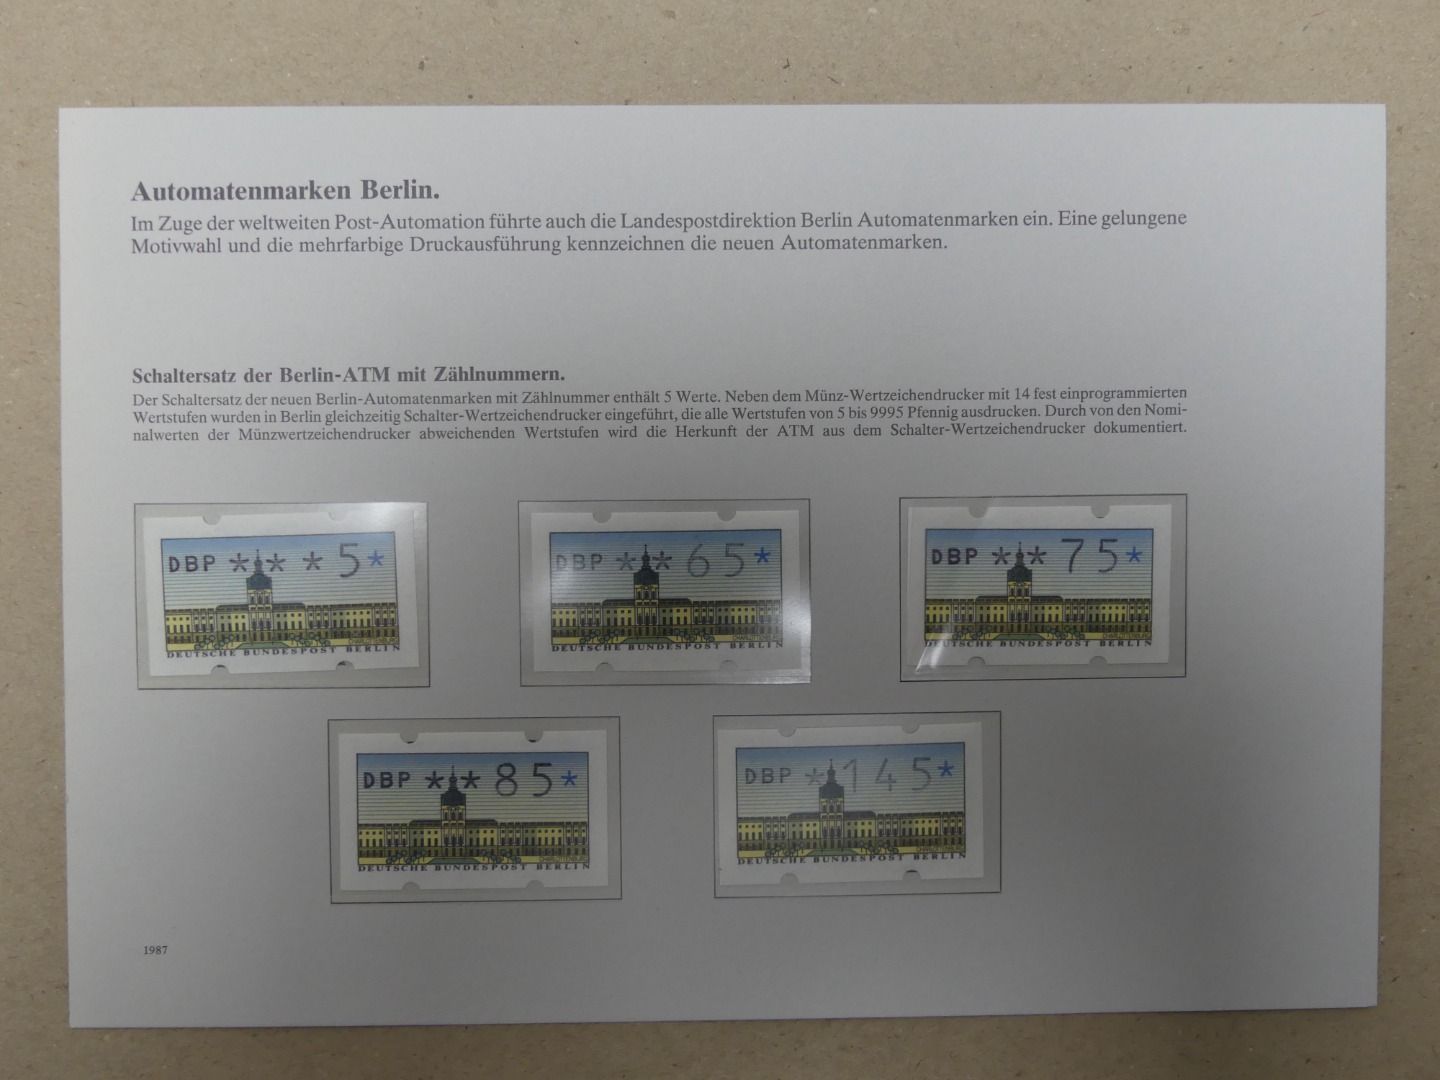 Automatenmarken Berlin.
Im Zuge der weltweiten Post-Automation führte auch die Landespostdirektion Berlin Automatenmarken ein. Eine gelungene
Motivwahl und die mehrfarbige Druckausführung kennzeichnen die neuen Automatenmarken.
Schaltersatz der Berlin-ATM mit Zählnummern.
Der Schaltersatz der neuen Berlin-Automatenmarken mit Zählnummer enthält 5 Werte. Neben dem Münz-Wertzeichendrucker mit 14 fest einprogrammierten
Wertstufen wurden in Berlin gleichzeitig Schalter-Wertzeichendrucker eingeführt, die alle Wertstufen von 5 bis 9995 Pfennig ausdrucken. Durch von den Nomi-
nalwerten der Münzwertzeichendrucker abweichenden Wertstufen wird die Herkunft der ATM aus dem Schalter-Wertzeichendrucker dokumentiert.
DBP * * * 5 *
CHARLOTTENBURG
DEUTSCHE BUNDESPOST BERLIN
DBP * * 65 *
CHARLOTTENBURG
DEUTSCHE BUNDESPOST BERLIN
DBP * * 75 *
CHARLOTTENBURG
DEUTSCHE BUNDESPOST BERLIN
DBP * * 85 *
CHARLOTTENBURG
DEUTSCHE BUNDESPOST BERLIN
DBP * 145 *
CHARLOTTENBURG
DEUTSCHE BUNDESPOST BERLIN
1987